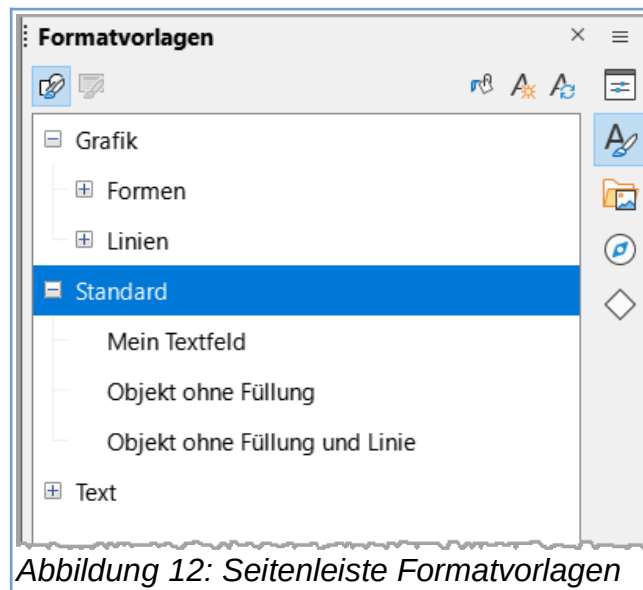 Formatvorlagen
Grafik
Formen
Linien
Standard
Mein Textfeld
Objekt ohne Füllung
Objekt ohne Füllung und Linie
Text
Abbildung 12: Seitenleiste Formatvorlagen